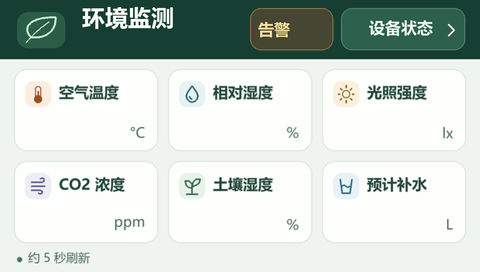 环境监测
告警
设备状态
空气温度
°C
相对湿度
%
光照强度
lx
CO2 浓度
ppm
土壤湿度
%
预计补水
L
约 5 秒刷新